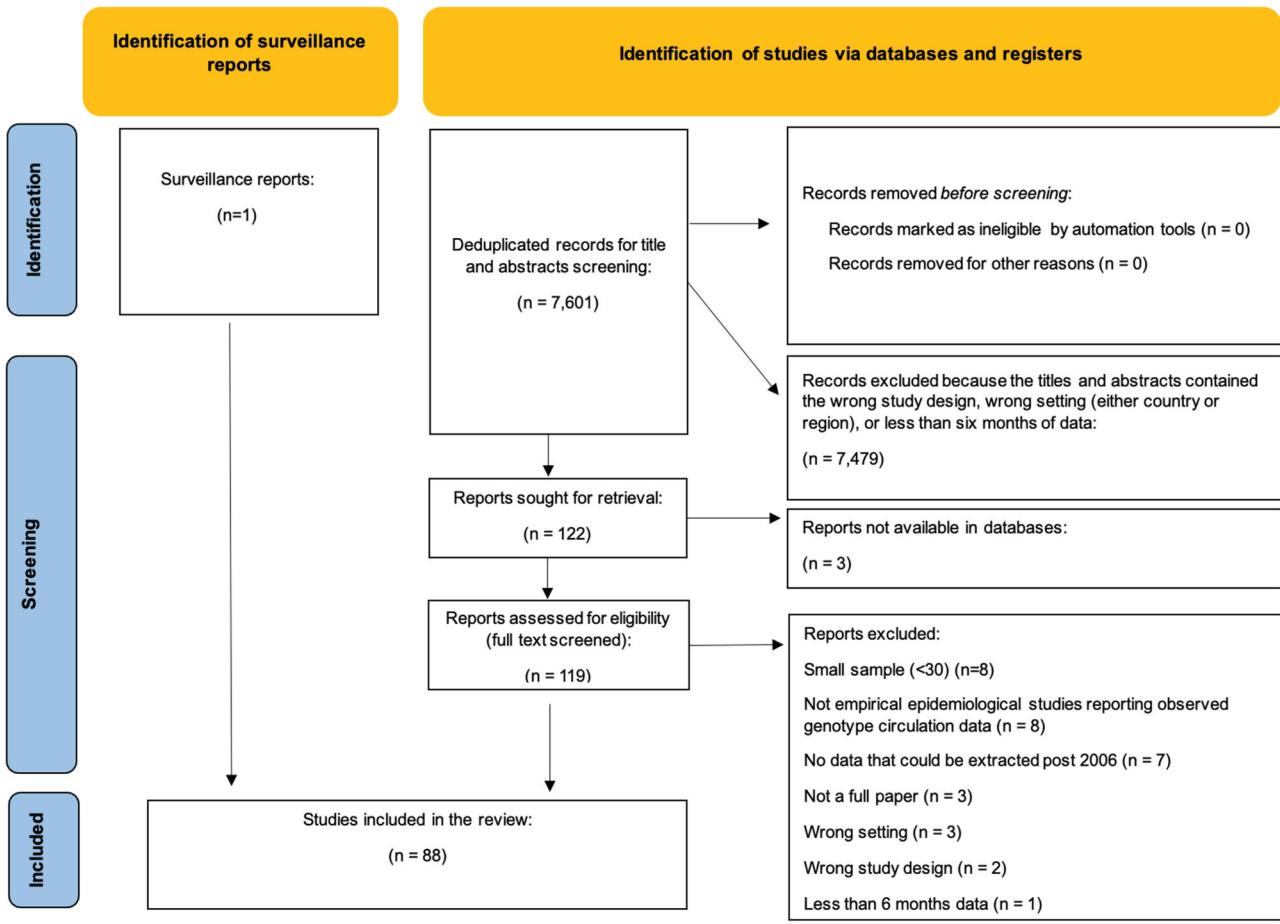 Identification of surveillance
reports
Identification of studies via databases and registers
Identification
Surveillance reports:
(n=1)
Deduplicated records for title
and abstracts screening:
(n = 7,601)
Records removed before screening:
Records marked as ineligible by automation tools (n = 0)
Records removed for other reasons (n = 0)
Screening
Records excluded because the titles and abstracts contained
the wrong study design, wrong setting (either country or
region), or less than six months of data:
(n = 7,479)
Reports sought for retrieval:
(n = 122)
Reports not available in databases:
(n = 3)
Reports assessed for eligibility
(full text screened):
(n = 119)
Reports excluded:
Small sample (<30) (n=8)
Not empirical epidemiological studies reporting observed
genotype circulation data (n = 8)
No data that could be extracted post 2006 (n = 7)
Not a full paper (n = 3)
Wrong setting (n = 3)
Wrong study design (n = 2)
Less than 6 months data (n = 1)
Included
Studies included in the review:
(n = 88)